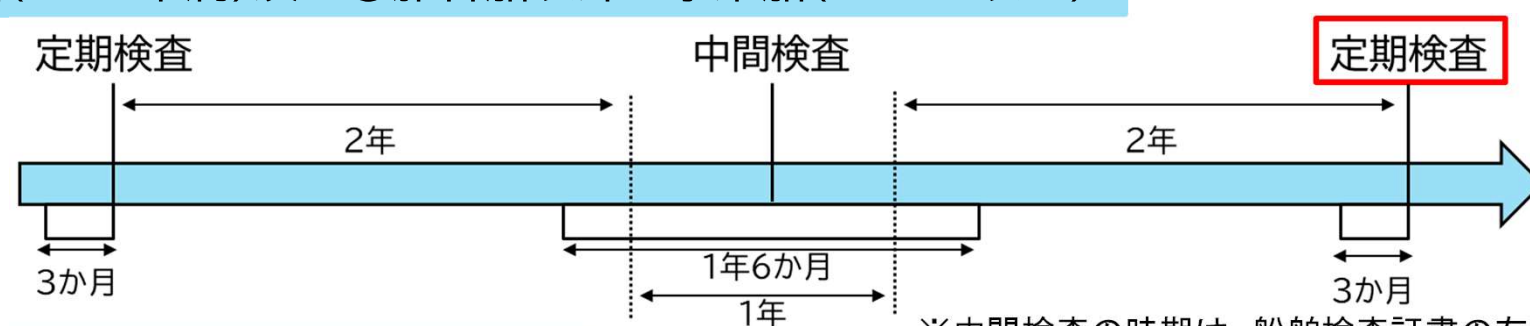 定期検査
中間検査
定期検査
2年
2年
3か月
1年6か月
1年
3か月